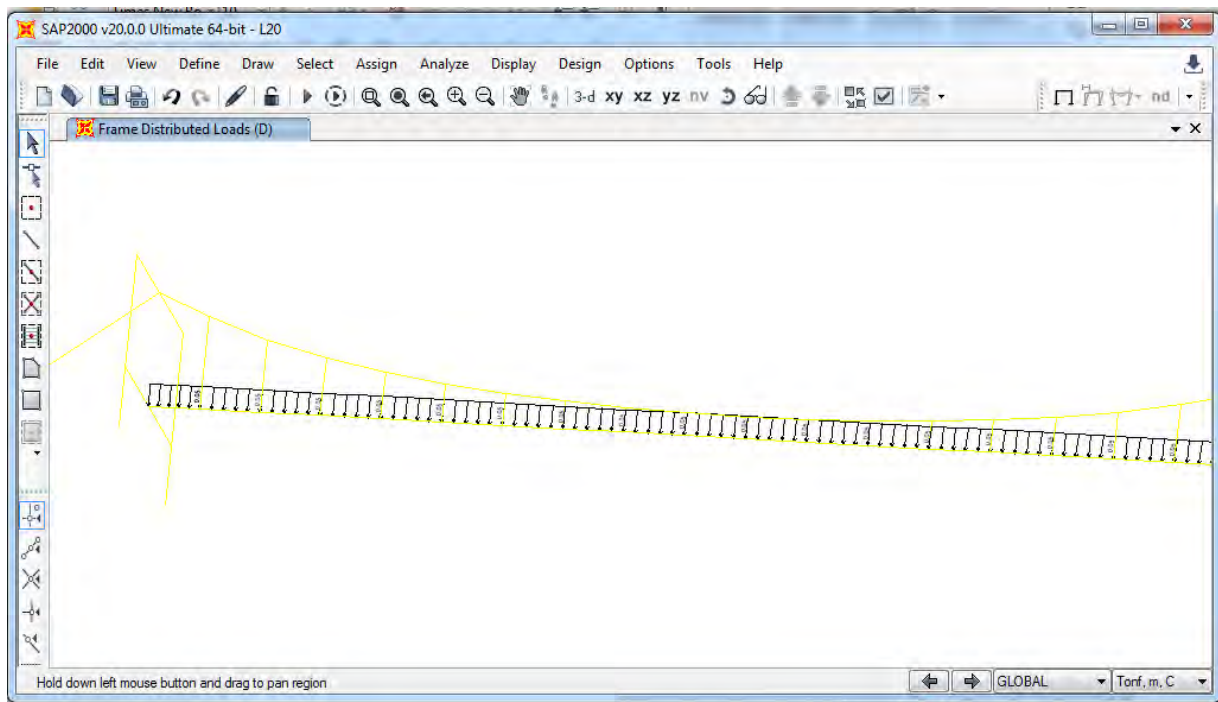 SAP2000 v20.0.0 Ultimate 64-bit - L20
File Edit View Define Draw Select Assign Analyze Display Design Options Tools Help
3-d xy xz yz nv nd
Frame Distributed Loads (D)
Hold down left mouse button and drag to pan region GLOBAL Tonf, m, C